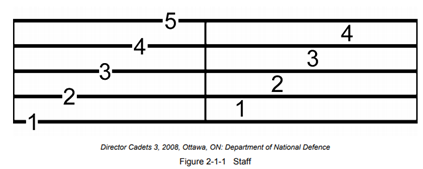 5
4 4
3 3
2 2
1 1
Director Cadets 3, 2008, Ottawa, ON: Department of National Defence
Figure 2-1-1 Staff